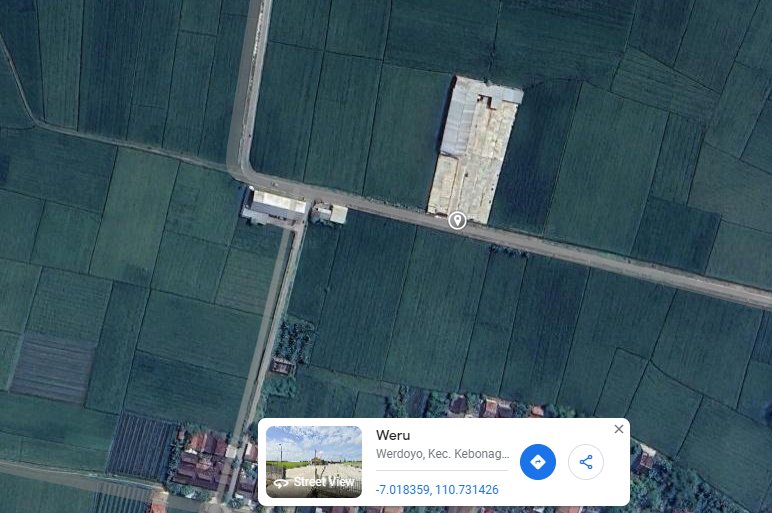 Weru
Werdoyo, Kec. Kebonag...
Street View
-7.018359, 110.731426